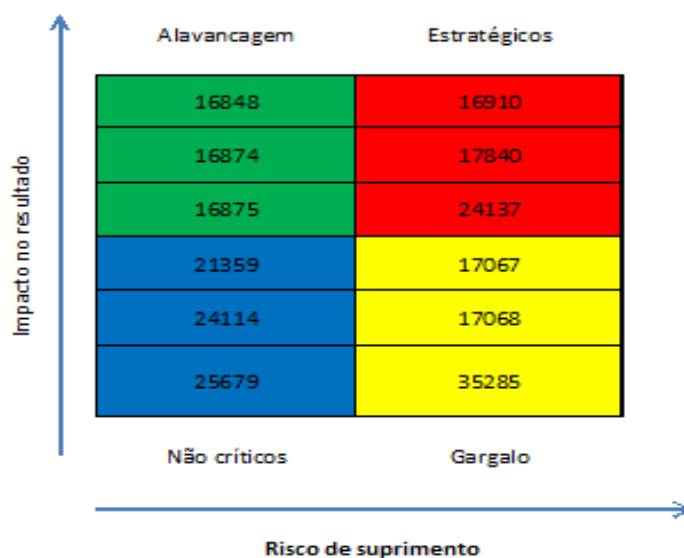 Alavancagem Estratégicos
16848 16910
16874 17840
16875 24137
21359 17067
24114 17068
25679 35285
Não críticos Gargalo
Impacto no resultado
Risco de suprimento